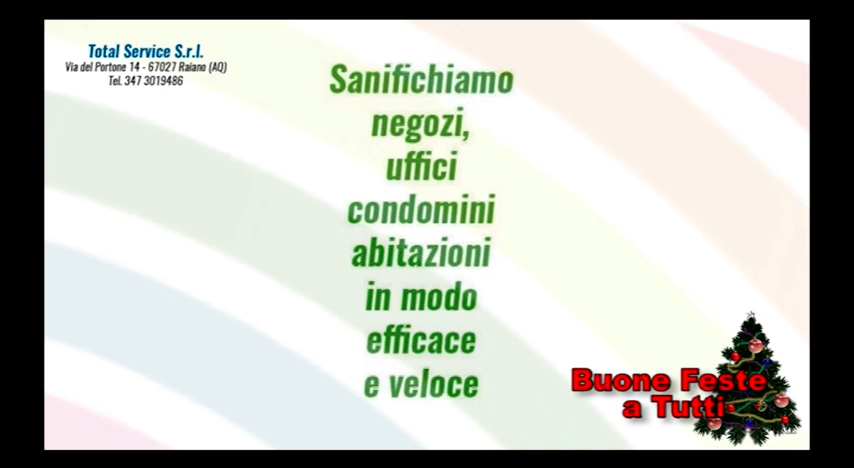 Total Service S.r.l.
Via del Portone 14 - 67027 Raiano (AQ)
Tel. 347 3019486
Sanifichiamo
negozi,
uffici
condomini
abitazioni
in modo
efficace
e veloce
Buone Feste
a Tutti